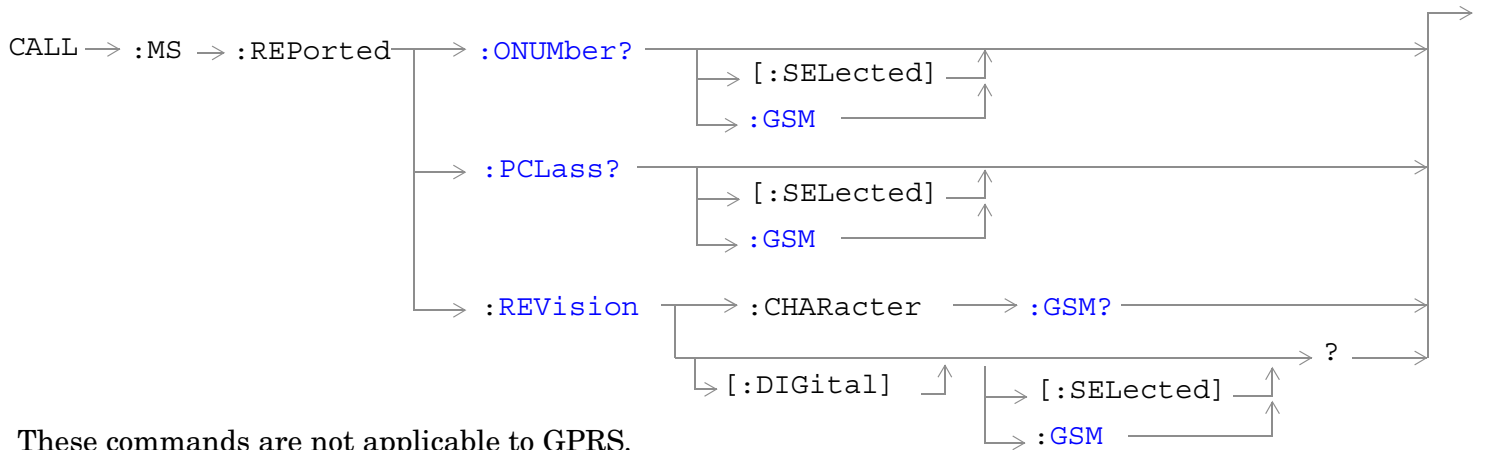 CALL :MS :REPorted :ONUMber?
[:SELected]
:GSM
:PCLass?
[:SELected]
:GSM
:REVision :CHARacter :GSM?
?
[:DIGital] [:SELected]
:GSM
These commands are not applicable to GPRS.